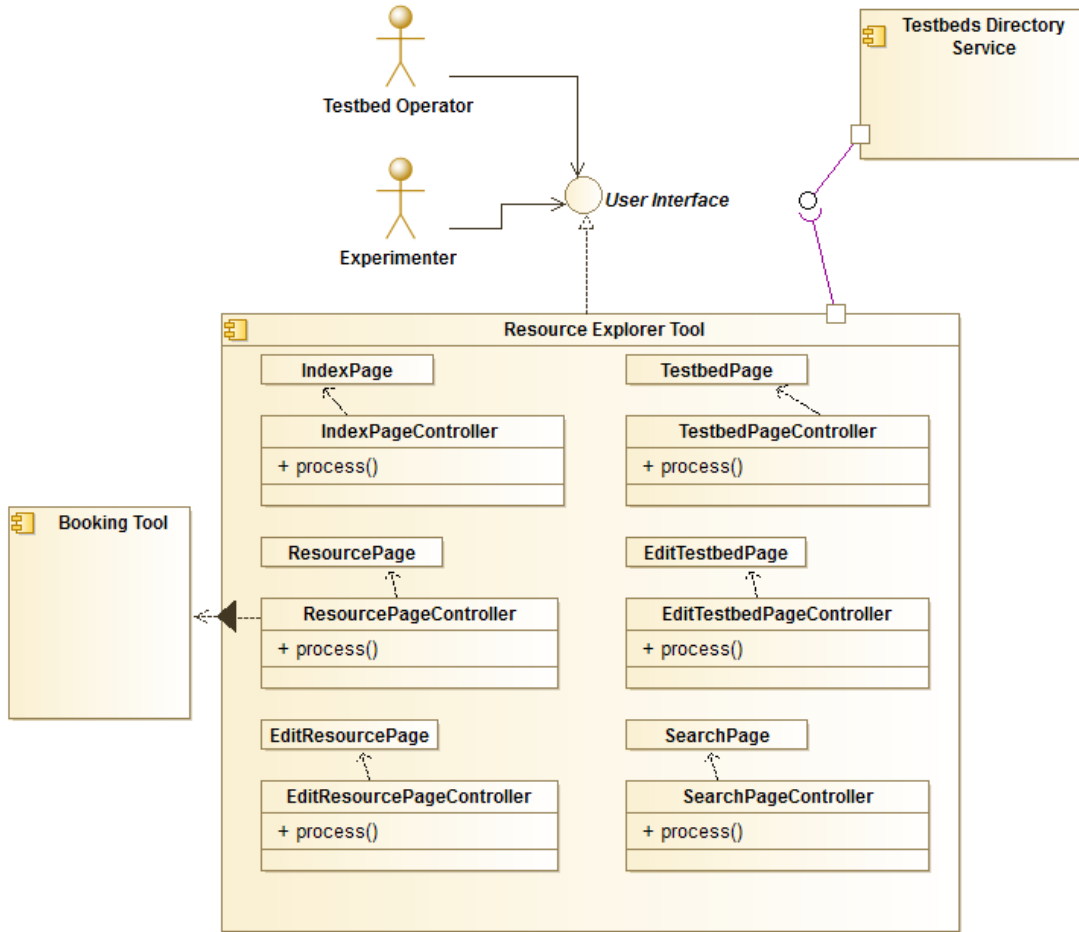 Testbeds Directory
Service
Testbed Operator
Experimenter
User Interface
Resource Explorer Tool
IndexPage
TestbedPage
IndexPageController
+ process()
TestbedPageController
+ process()
Booking Tool
ResourcePage
EditTestbedPage
ResourcePageController
+ process()
EditTestbedPageController
+ process()
EditResourcePage
SearchPage
EditResourcePageController
+ process()
SearchPageController
+ process()